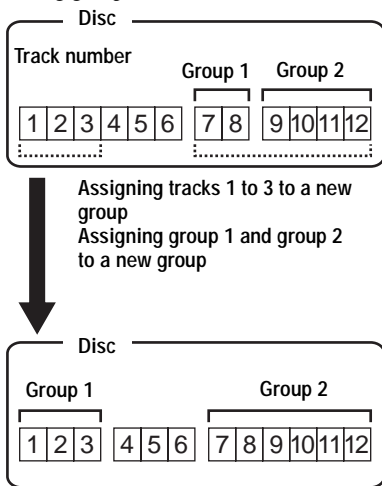 Disc
Track number
Group 1 Group 2
1 2 3 4 5 6 7 8 9 10 11 12
Assigning tracks 1 to 3 to a new
group
Assigning group 1 and group 2
to a new group
Disc
Group 1 Group 2
1 2 3 4 5 6 7 8 9 10 11 12